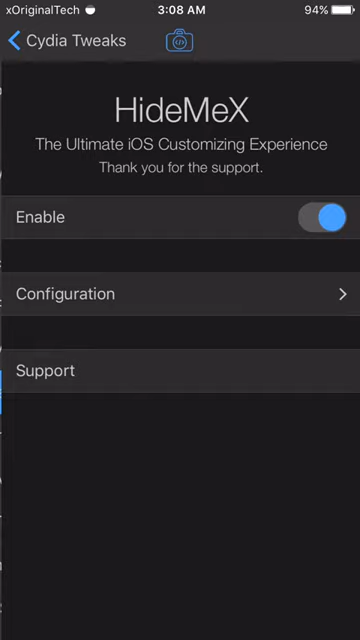 xOriginalTech 3:08 AM 94%
Cydia Tweaks
HideMeX
The Ultimate iOS Customizing Experience
Thank you for the support.
Enable
Configuration
Support